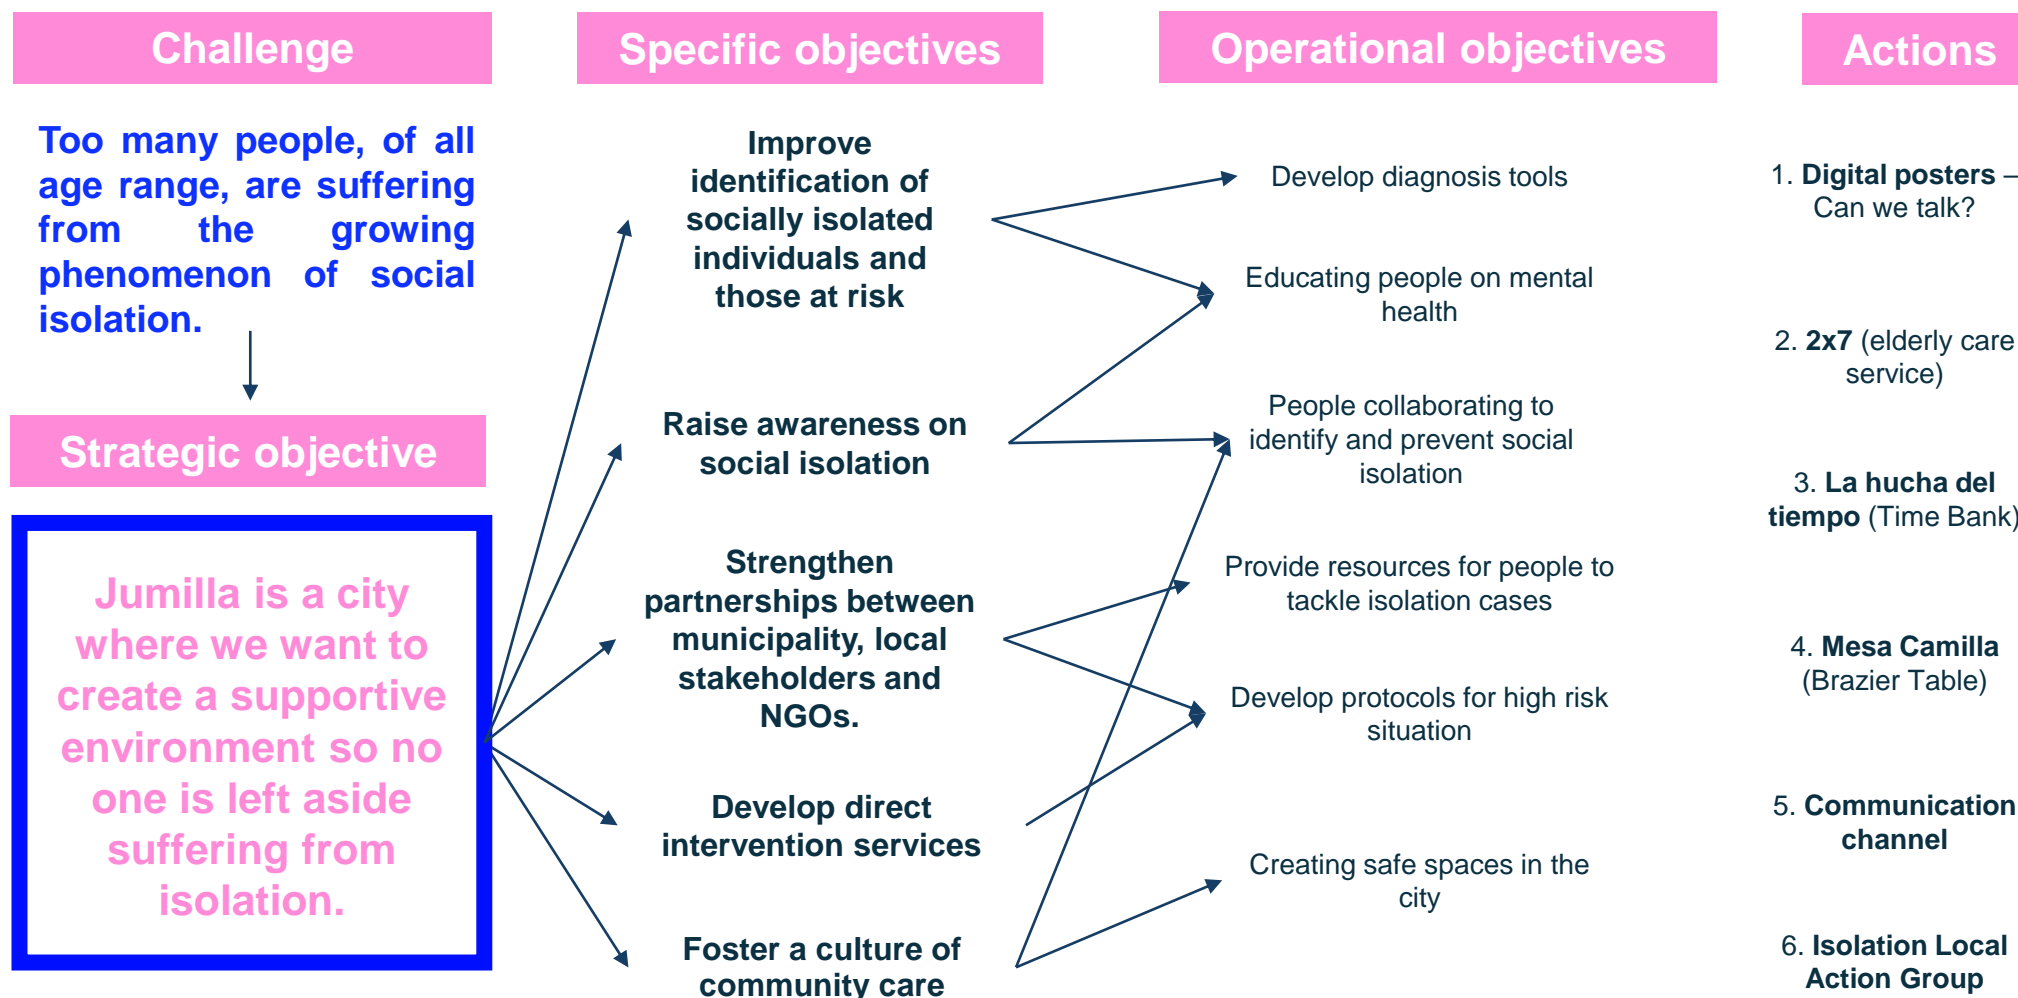 Challenge
Too many people, of all
age range, are suffering
from the growing
phenomenon of social
isolation.
Strategic objective
Jumilla is a city
where we want to
create a supportive
environment so no
one is left aside
suffering from
isolation.
Specific objectives
Improve
identification of
socially isolated
individuals and
those at risk
Raise awareness on
social isolation
Strengthen
partnerships between
municipality, local
stakeholders and
NGOs.
Develop direct
intervention services
Foster a culture of
community care
Operational objectives
Develop diagnosis tools
Educating people on mental
health
People collaborating to
identify and prevent social
isolation
Provide resources for people to
tackle isolation cases
Develop protocols for high risk
situation
Creating safe spaces in the
city
Actions
1. Digital posters –
Can we talk?
2. 2x7 (elderly care
service)
3. La hucha del
tiempo (Time Bank)
4. Mesa Camilla
(Brazier Table)
5. Communication
channel
6. Isolation Local
Action Group